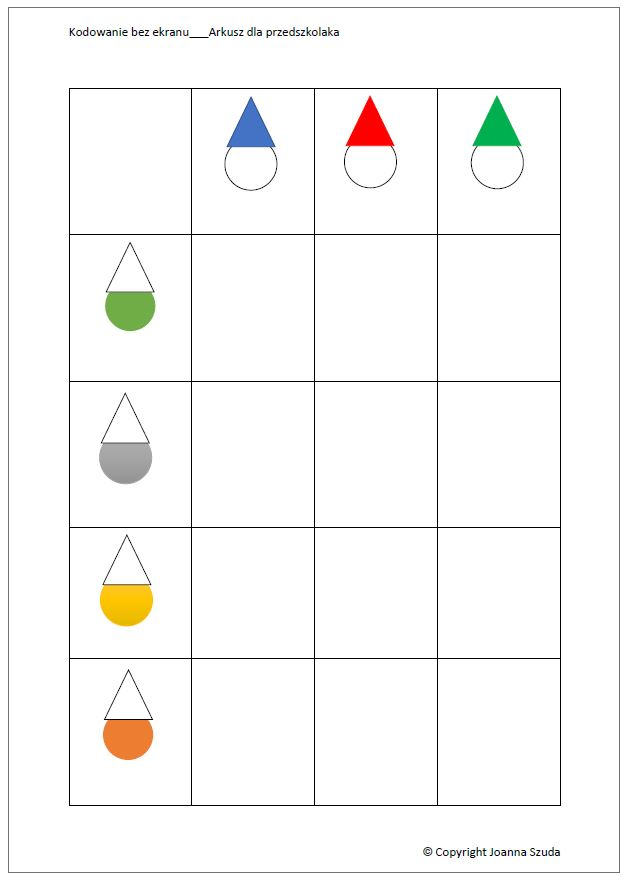 Kodowanie bez ekranu___Arkusz dla przedszkolaka
© Copyright Joanna Szuda